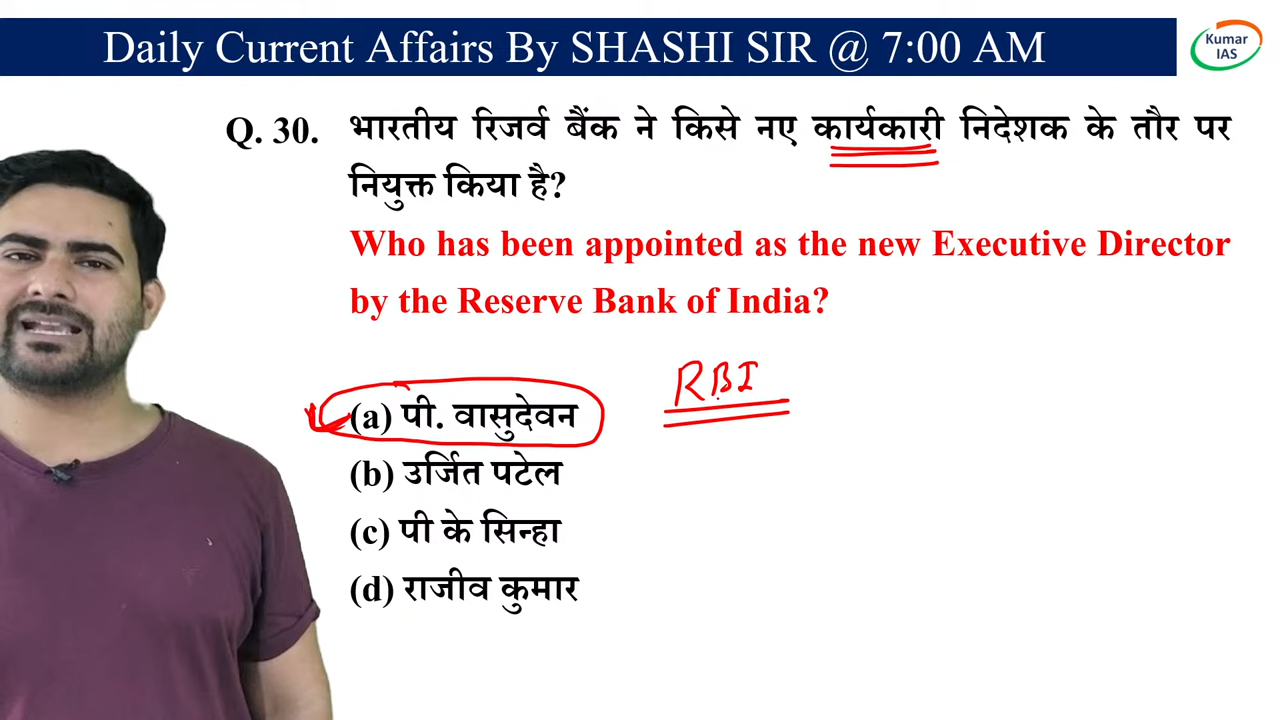 Daily Current Affairs By SHASHI SIR @ 7:00 AM
Kumar
IAS
Q. 30. भारतीय रिजर्व बैंक ने किसे नए कार्यकारी निदेशक के तौर पर
नियुक्त किया है?
Who has been appointed as the new Executive Director
by the Reserve Bank of India?
RBI
(a) पी. वासुदेवन
(b) उर्जित पटेल
(c) पी के सिन्हा
(d) राजीव कुमार